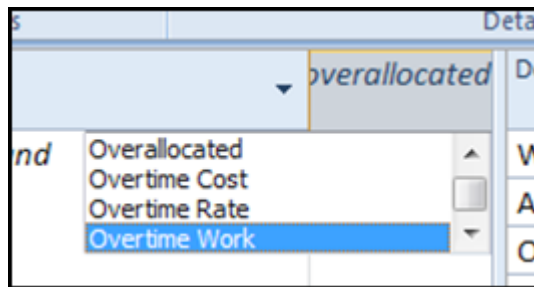 s
Deta
overallocated
D
nd
Overallocated
Overtime Cost
Overtime Rate
Overtime Work
W
A
O